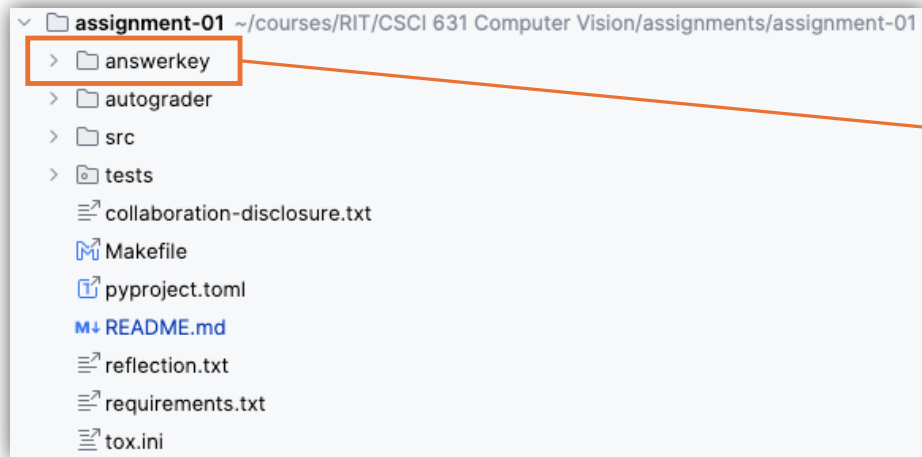 assignment-01 ~/courses/RIT/CSCI 631 Computer Vision/assignments/assignment-01
answerkey
autograder
src
tests
collaboration-disclosure.txt
Makefile
pyproject.toml
README.md
reflection.txt
requirements.txt
tox.ini